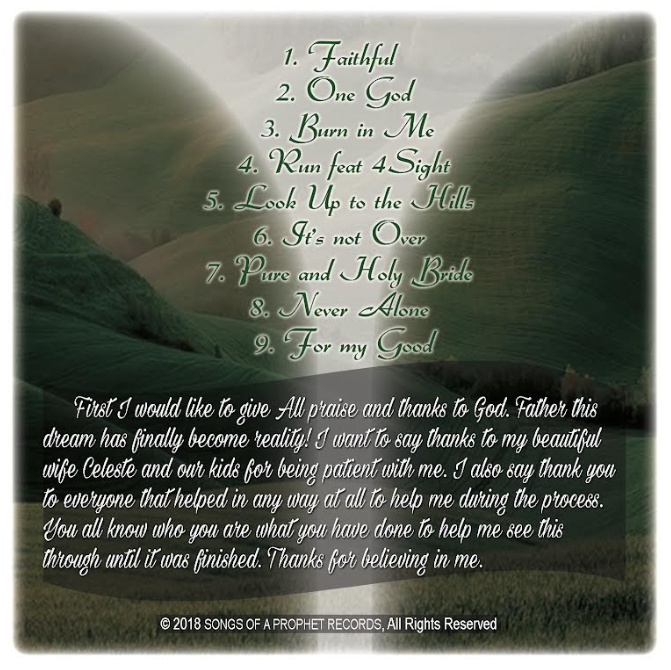 1. Faithful
2. One God
3. Burn in Me
4. Run feat 4Sight
5. Look Up to the Hills
6. It's not Over
7. Pure and Holy Bride
8. Never Alone
9. For my Good
First I would like to give All praise and thanks to God. Father this
dream has finally become reality! I want to say thanks to my beautiful
wife Celeste and our kids for being patient with me. I also say thank you
to everyone that helped in any way at all to help me during the process.
You all know who you are what you have done to help me see this
through until it was finished. Thanks for believing in me.
© 2018 SONGS OF A PROPHET RECORDS, All Rights Reserved